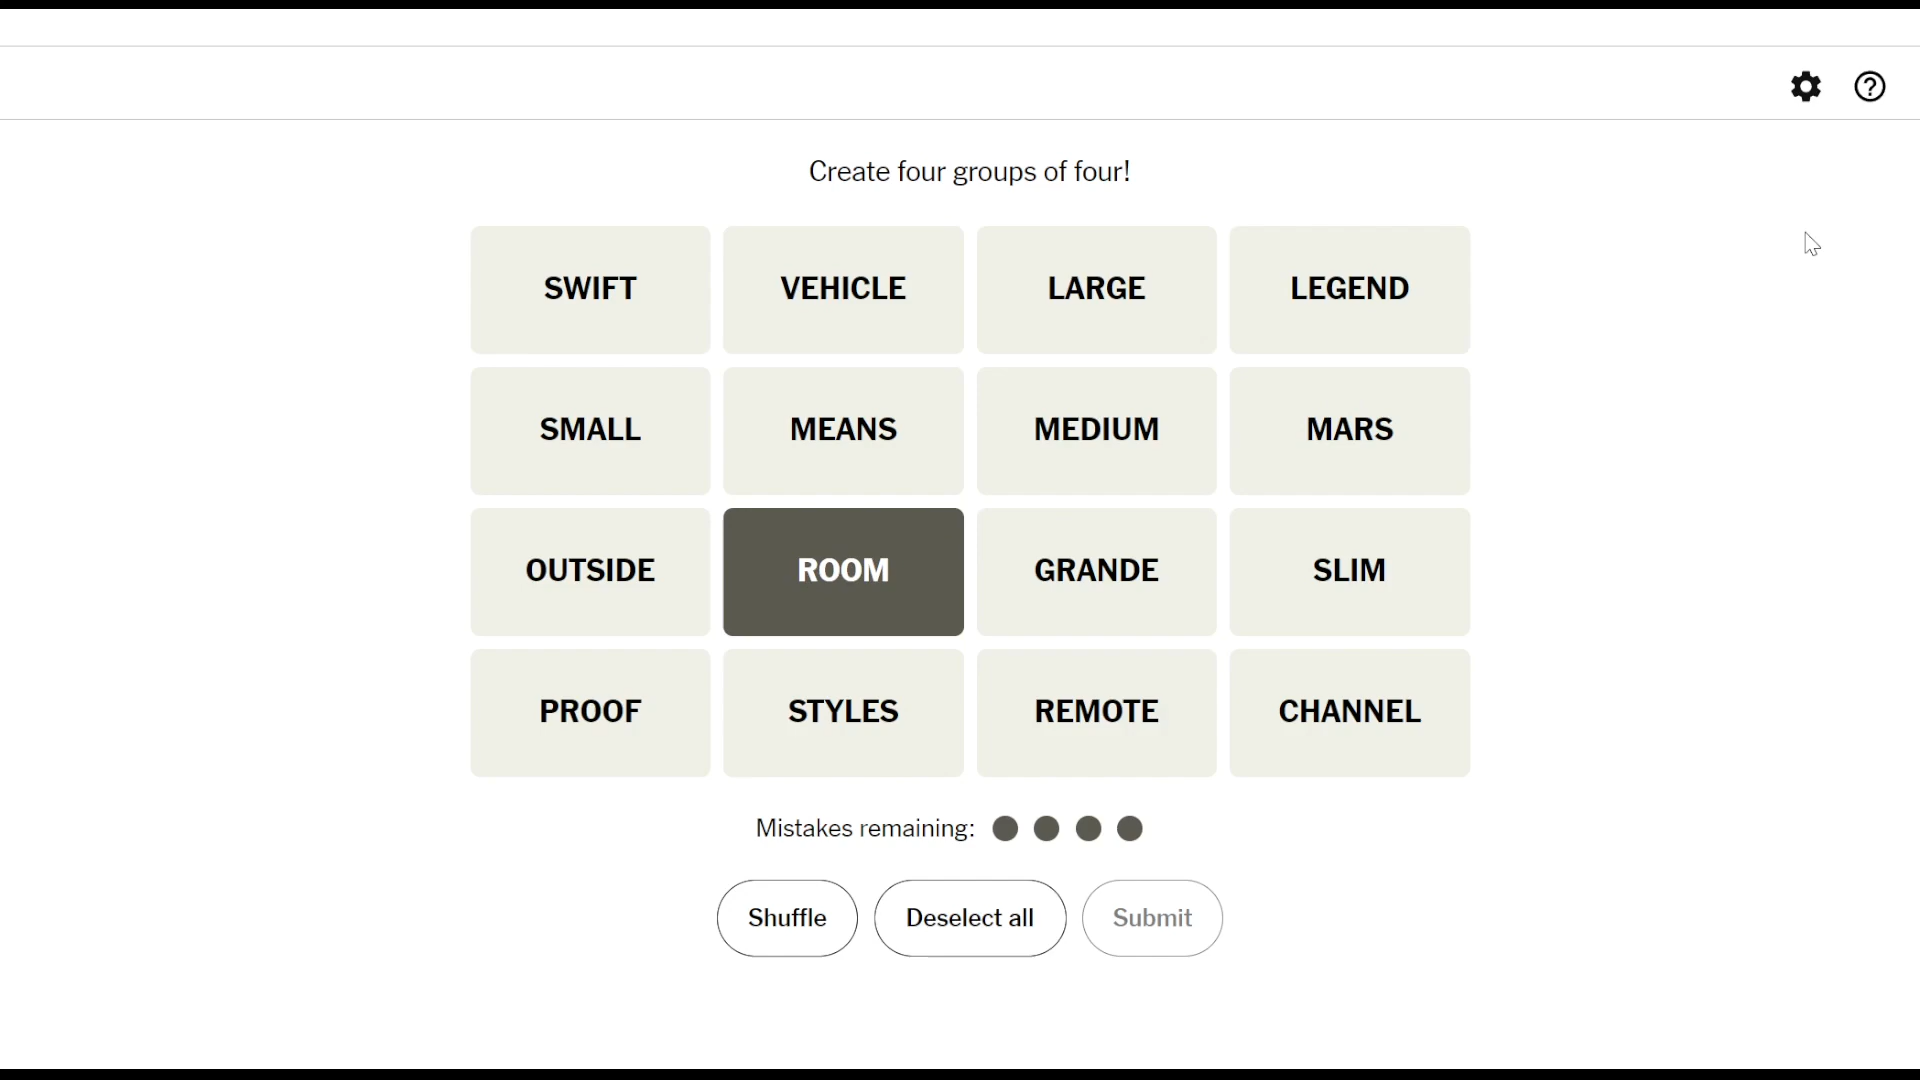 Create four groups of four!
SWIFT VEHICLE LARGE LEGEND
SMALL MEANS MEDIUM MARS
OUTSIDE ROOM GRANDE SLIM
PROOF STYLES REMOTE CHANNEL
Mistakes remaining:
Shuffle Deselect all Submit